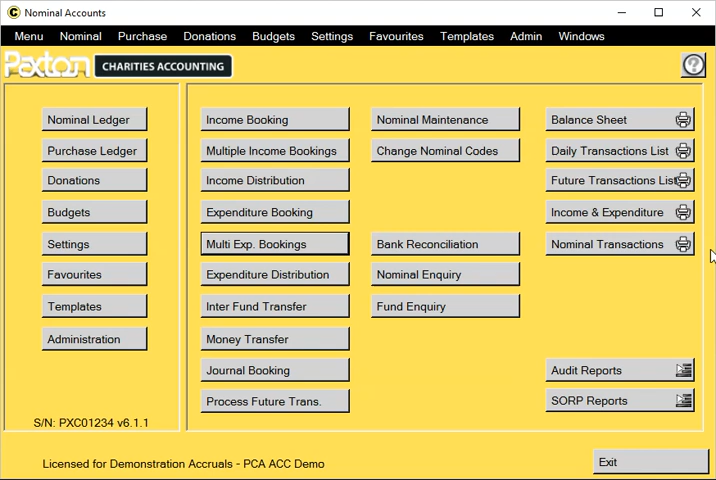 Nominal Accounts
Menu Nominal Purchase Donations Budgets Settings Favourites Templates Admin Windows
Paxton CHARITIES ACCOUNTING
Nominal Ledger
Purchase Ledger
Donations
Budgets
Settings
Favourites
Templates
Administration
S/N: PXC01234 v6.1.1
Income Booking
Multiple Income Bookings
Income Distribution
Expenditure Booking
Multi Exp. Bookings
Expenditure Distribution
Inter Fund Transfer
Money Transfer
Journal Booking
Process Future Trans.
Nominal Maintenance
Change Nominal Codes
Bank Reconciliation
Nominal Enquiry
Fund Enquiry
Balance Sheet
Daily Transactions List
Future Transactions List
Income & Expenditure
Nominal Transactions
Audit Reports
SORP Reports
Licensed for Demonstration Accruals - PCA ACC Demo
Exit